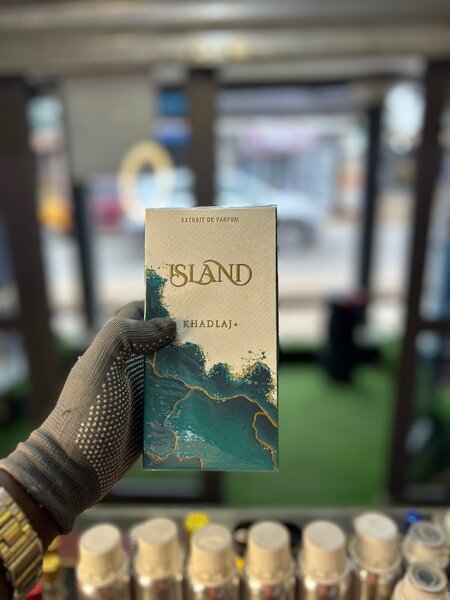 EXTRAIT DE PARFUM
ISLAND
KHADLAJ+